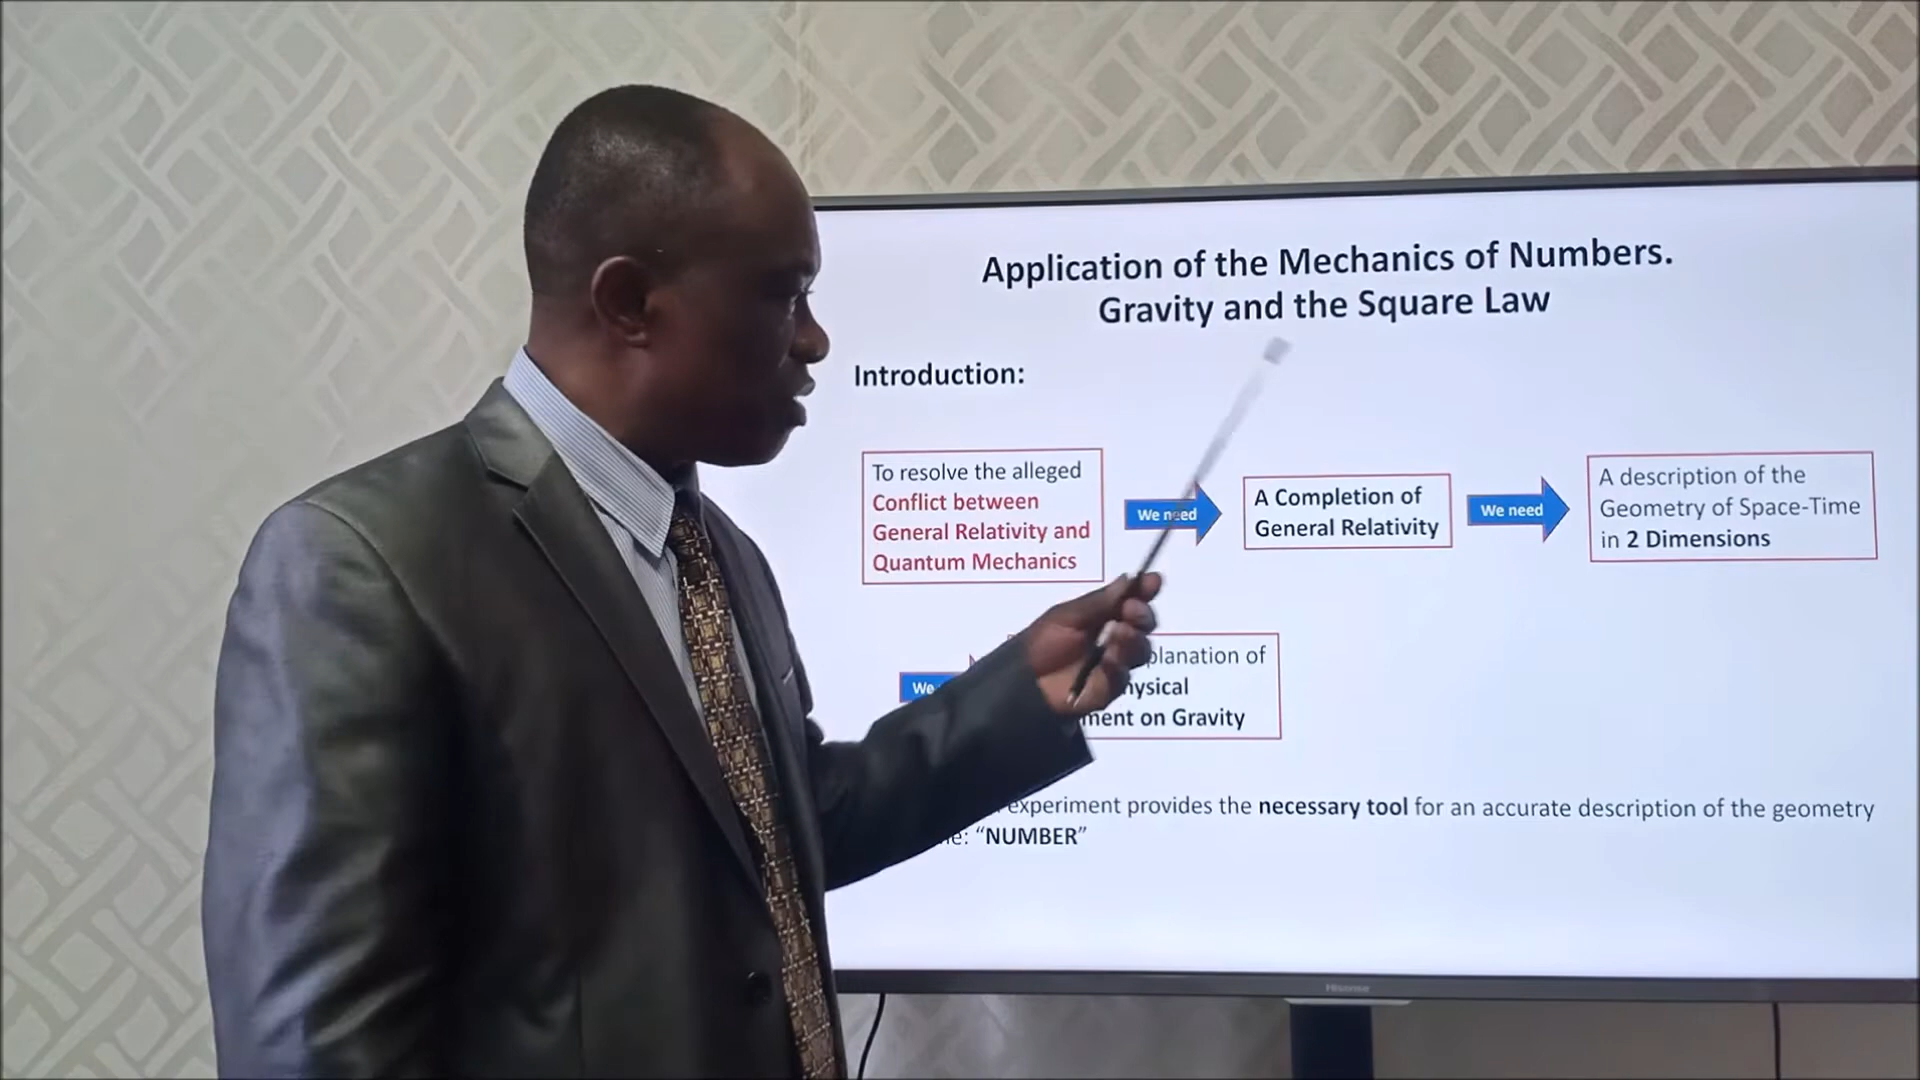 Application of the Mechanics of Numbers.
Gravity and the Square Law
Introduction:
To resolve the alleged
Conflict between
General Relativity and
Quantum Mechanics
We need
A Completion of
General Relativity
We need
A description of the
Geometry of Space-Time
in 2 Dimensions
We
planation of
hysical
ment on Gravity
experiment provides the necessary tool for an accurate description of the geometry
e: “NUMBER”
Hisense